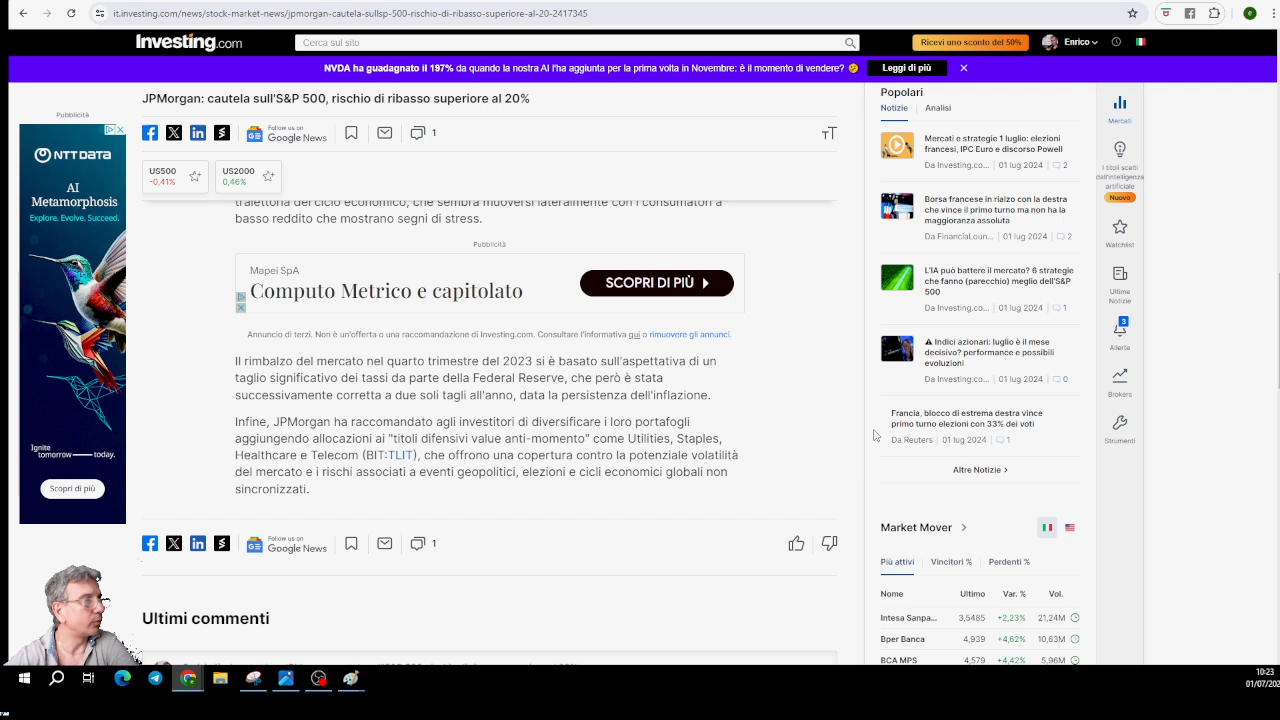 it.investing.com/news/stock-market-news/jpmorgan-cautela-sullsp-500-rischio-di-ribasso-superiore-al-20-2417345
e
Investing.com
Cerca sul sito
Ricevi uno sconto del 50%
Enrico
NVDA ha guadagnato il 197% da quando la nostra AI l'ha aggiunta per la prima volta in Novembre: è il momento di vendere? 🤔
Leggi di più
JPMorgan: cautela sull'S&P 500, rischio di ribasso superiore al 20%
Follow us on
Google News
1
US500
-0,41%
US2000
0,46%
traiettoria del ciclo economico, che sembra muoversi lateralmente con i consumatori a
basso reddito che mostrano segni di stress.
Pubblicità
Mapei SpA
Computo Metrico e capitolato
SCOPRI DI PIÙ
Annuncio di terzi. Non è un'offerta o una raccomandazione di Investing.com. Consultare l'informativa qui o rimuovere gli annunci.
Il rimbalzo del mercato nel quarto trimestre del 2023 si è basato sull'aspettativa di un
taglio significativo dei tassi da parte della Federal Reserve, che però è stata
successivamente corretta a due soli tagli all'anno, data la persistenza dell'inflazione.
Infine, JPMorgan ha raccomandato agli investitori di diversificare i loro portafogli
aggiungendo allocazioni ai "titoli difensivi value anti-momento" come Utilities, Staples,
Healthcare e Telecom (BIT:TLIT), che offrono una copertura contro la potenziale volatilità
del mercato e i rischi associati a eventi geopolitici, elezioni e cicli economici globali non
sincronizzati.
Follow us on
Google News
1
Ultimi commenti
Pubblicità
NTT DATA
AI
Metamorphosis
Explore. Evolve. Succeed.
Ignite
tomorrow — today.
Scopri di più
Popolari
Notizie
Analisi
Mercati e strategie 1 luglio: elezioni
francesi, IPC Euro e discorso Powell
Da Investing.co... | 01 lug 2024 | 2
Borsa francese in rialzo con la destra
che vince il primo turno ma non ha la
maggioranza assoluta
Da FinanciaLoun... | 01 lug 2024 | 2
L'IA può battere il mercato? 6 strategie
che fanno (parecchio) meglio dell'S&P
500
Da Investing.co... | 01 lug 2024 | 1
⚠ Indici azionari: luglio è il mese
decisivo? performance e possibili
evoluzioni
Da Investing.co... | 01 lug 2024 | 0
Francia, blocco di estrema destra vince
primo turno elezioni con 33% dei voti
Da Reuters | 01 lug 2024 | 1
Altre Notizie >
Market Mover >
Più attivi
Vincitori %
Perdenti %
Nome Ultimo Var. % Vol.
Intesa Sanpa... 3,5485 +2,23% 21,24M
Bper Banca 4,939 +4,62% 10,63M
BCA MPS 4,579 +4,42% 5,96M
Mercati
I titoli scelti
dall'intelligenza
artificiale
Nuovo
Watchlist
Ultime
Notizie
3
Allerte
Brokers
Strumenti
10:23